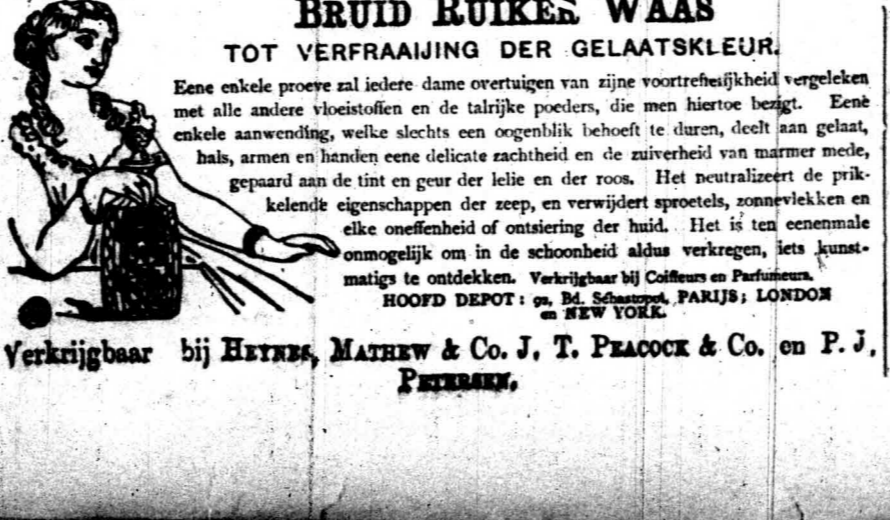 BRUID RUIKER WAAS
TOT VERFRAAIJING DER GELAATSKLEUR.
Eene enkele proeve zal iedere dame overtuigen van zijne voortreffelijkheid vergeleken
met alle andere vloeistoffen en de talrijke poeders, die men hiertoe bezigt. Eene
enkele aanwending, welke slechts een oogenblik behoeft te duren, deelt aan gelaat,
hals, armen en handen eene delicate zachtheid en de zuiverheid van marmer mede,
gepaard aan de tint en geur der lelie en der roos. Het neutralizeert de prik-
kelende eigenschappen der zeep, en verwijdert sproetels, zonnevlekken en
elke oneffenheid of ontsiering der huid. Het is ten eenenmale
onmogelijk om in de schoonheid aldus verkregen, iets kunst-
matigs te ontdekken. Verkrijgbaar bij Coiffeurs en Parfumeurs.
HOOFD DEPOT: Bd. Sébastopol, PARIJS; LONDON
en NEW YORK.
Verkrijgbaar bij HEYNES, MATHEW & Co. J. T. PEACOCK & Co. en P. J.
PETERSEN.